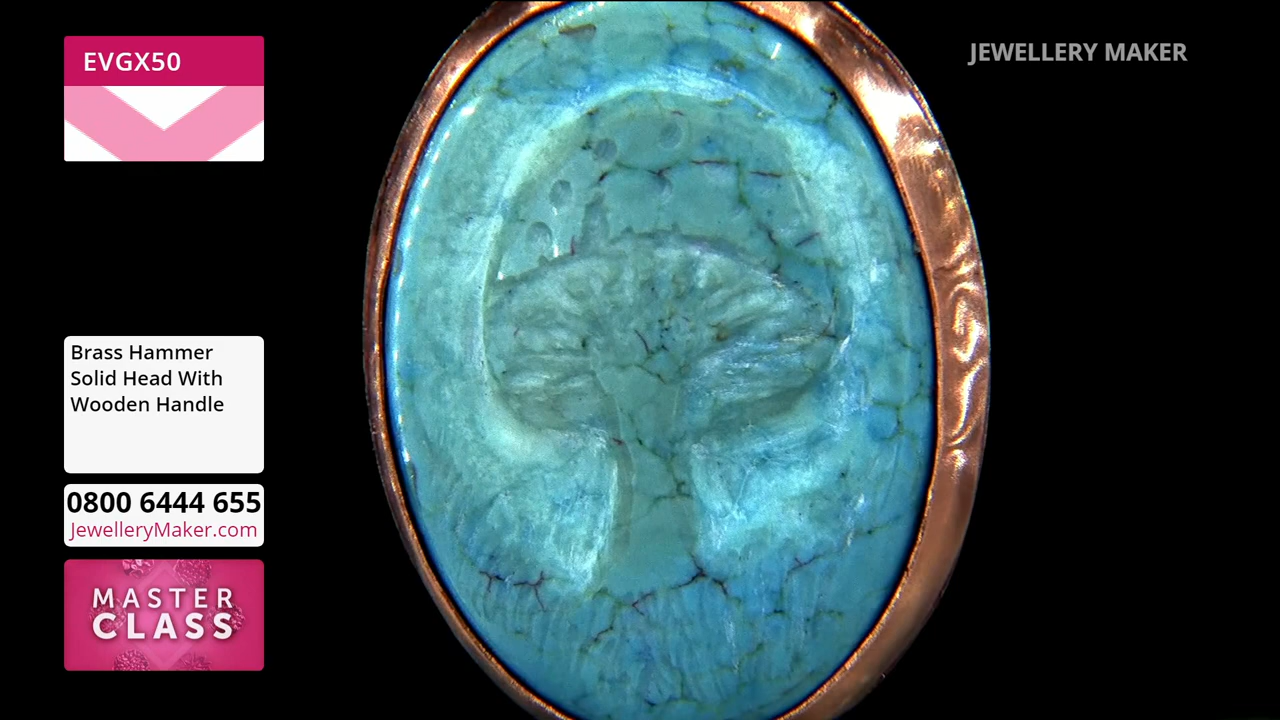 EVGX50
JEWELLERY MAKER
Brass Hammer
Solid Head With
Wooden Handle
0800 6444 655
JewelleryMaker.com
MASTER
CLASS